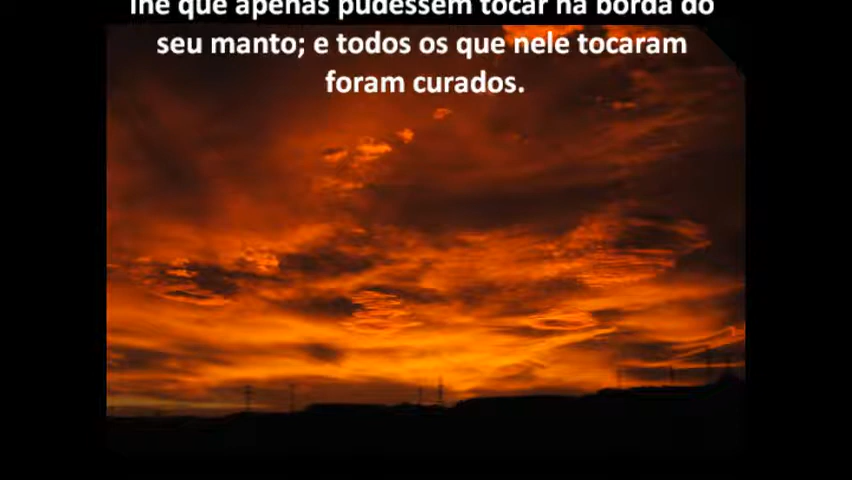 lhe que apenas pudessem tocar na borda do
seu manto; e todos os que nele tocaram
foram curados.